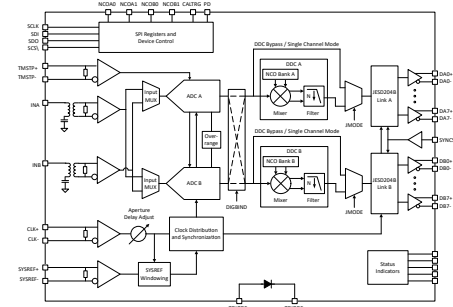 NCOA0 NCOA1 NCOB0 NCOB1 CALTRG PD
SCLK
SDI
SDO
SCS\
SPI Registers and
Device Control
TMSTP+
TMSTP-
INA
INB
Input
MUX
Input
MUX
ADC A
ADC B
Over-
range
DIGBIND
DDC Bypass / Single Channel Mode
DDC A
NCO Bank A
N
Mixer
Filter
JMODE
JESD204B
Link A
DA0+
DA0-
DA7+
DA7-
DDC Bypass / Single Channel Mode
DDC B
NCO Bank B
N
Mixer
Filter
JMODE
JESD204B
Link B
DB0+
DB0-
DB7+
DB7-
CLK+
CLK-
Aperture
Delay Adjust
Clock Distribution
and Synchronization
SYSREF+
SYSREF-
SYSREF
Windowing
Status
Indicators